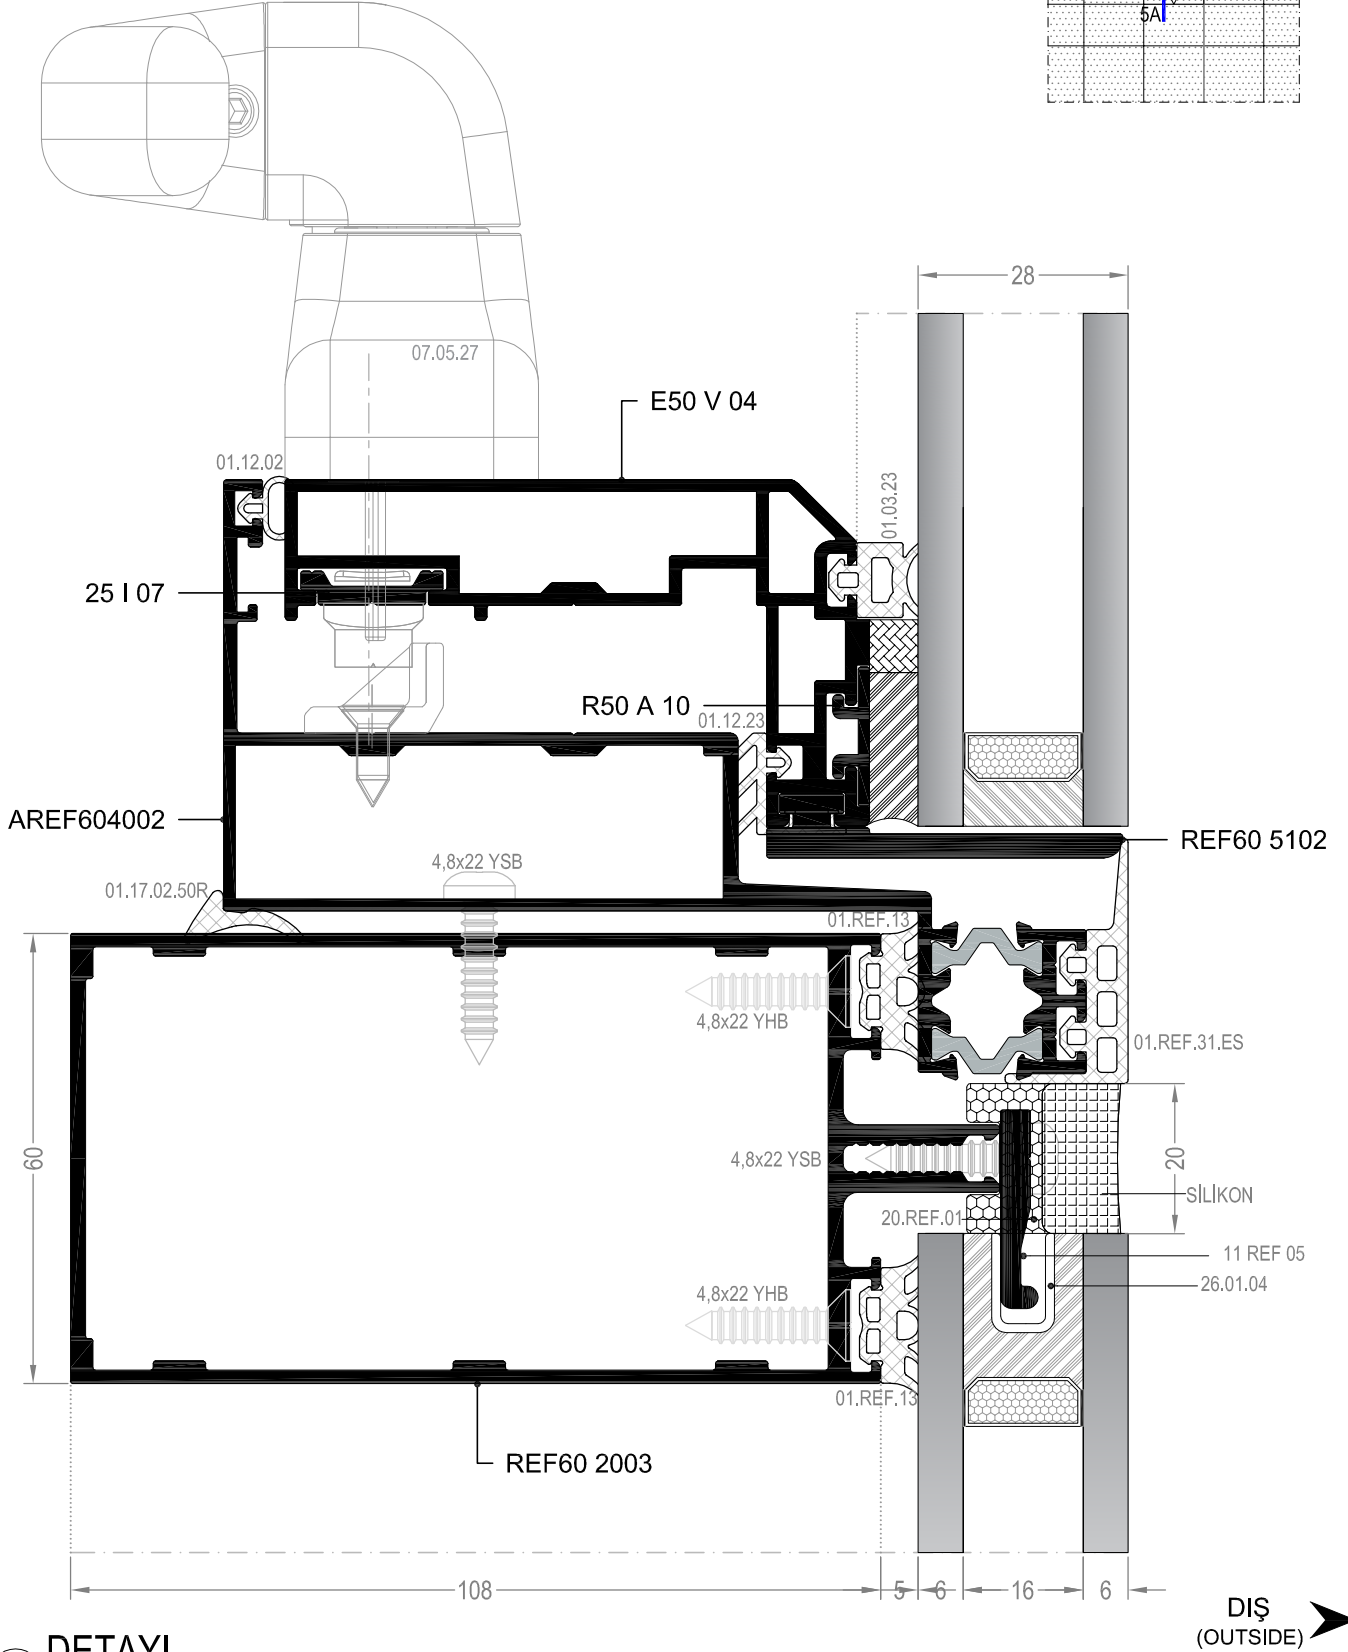 5A
28
07.05.27
E50 V 04
01.12.02
01.03.23
25 I 07
R50 A 10
01.12.23
AREF604002
REF60 5102
4,8x22 YSB
01.17.02.50R
01.REF.13
4,8x22 YHB
01.REF.31.ES
60
4,8x22 YSB
20
SİLİKON
20.REF.01
11 REF 05
26.01.04
4,8x22 YHB
01.REF.13
REF60 2003
108
5
6
16
6
DIŞ
(OUTSIDE)
DETAYI